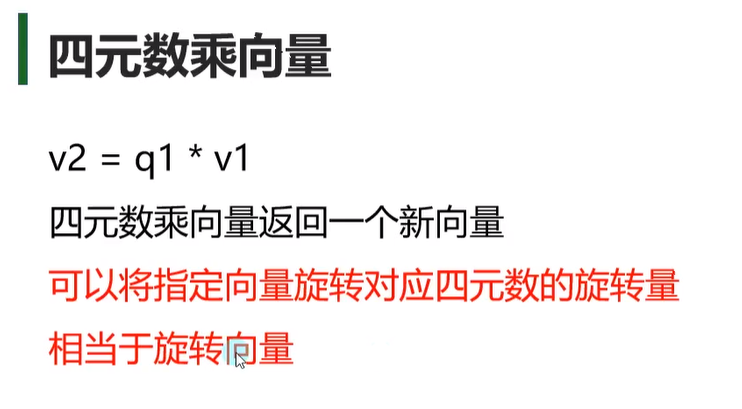 四元数乘向量
v2 = q1 * v1
四元数乘向量返回一个新向量
可以将指定向量旋转对应四元数的旋转量
相当于旋转向量